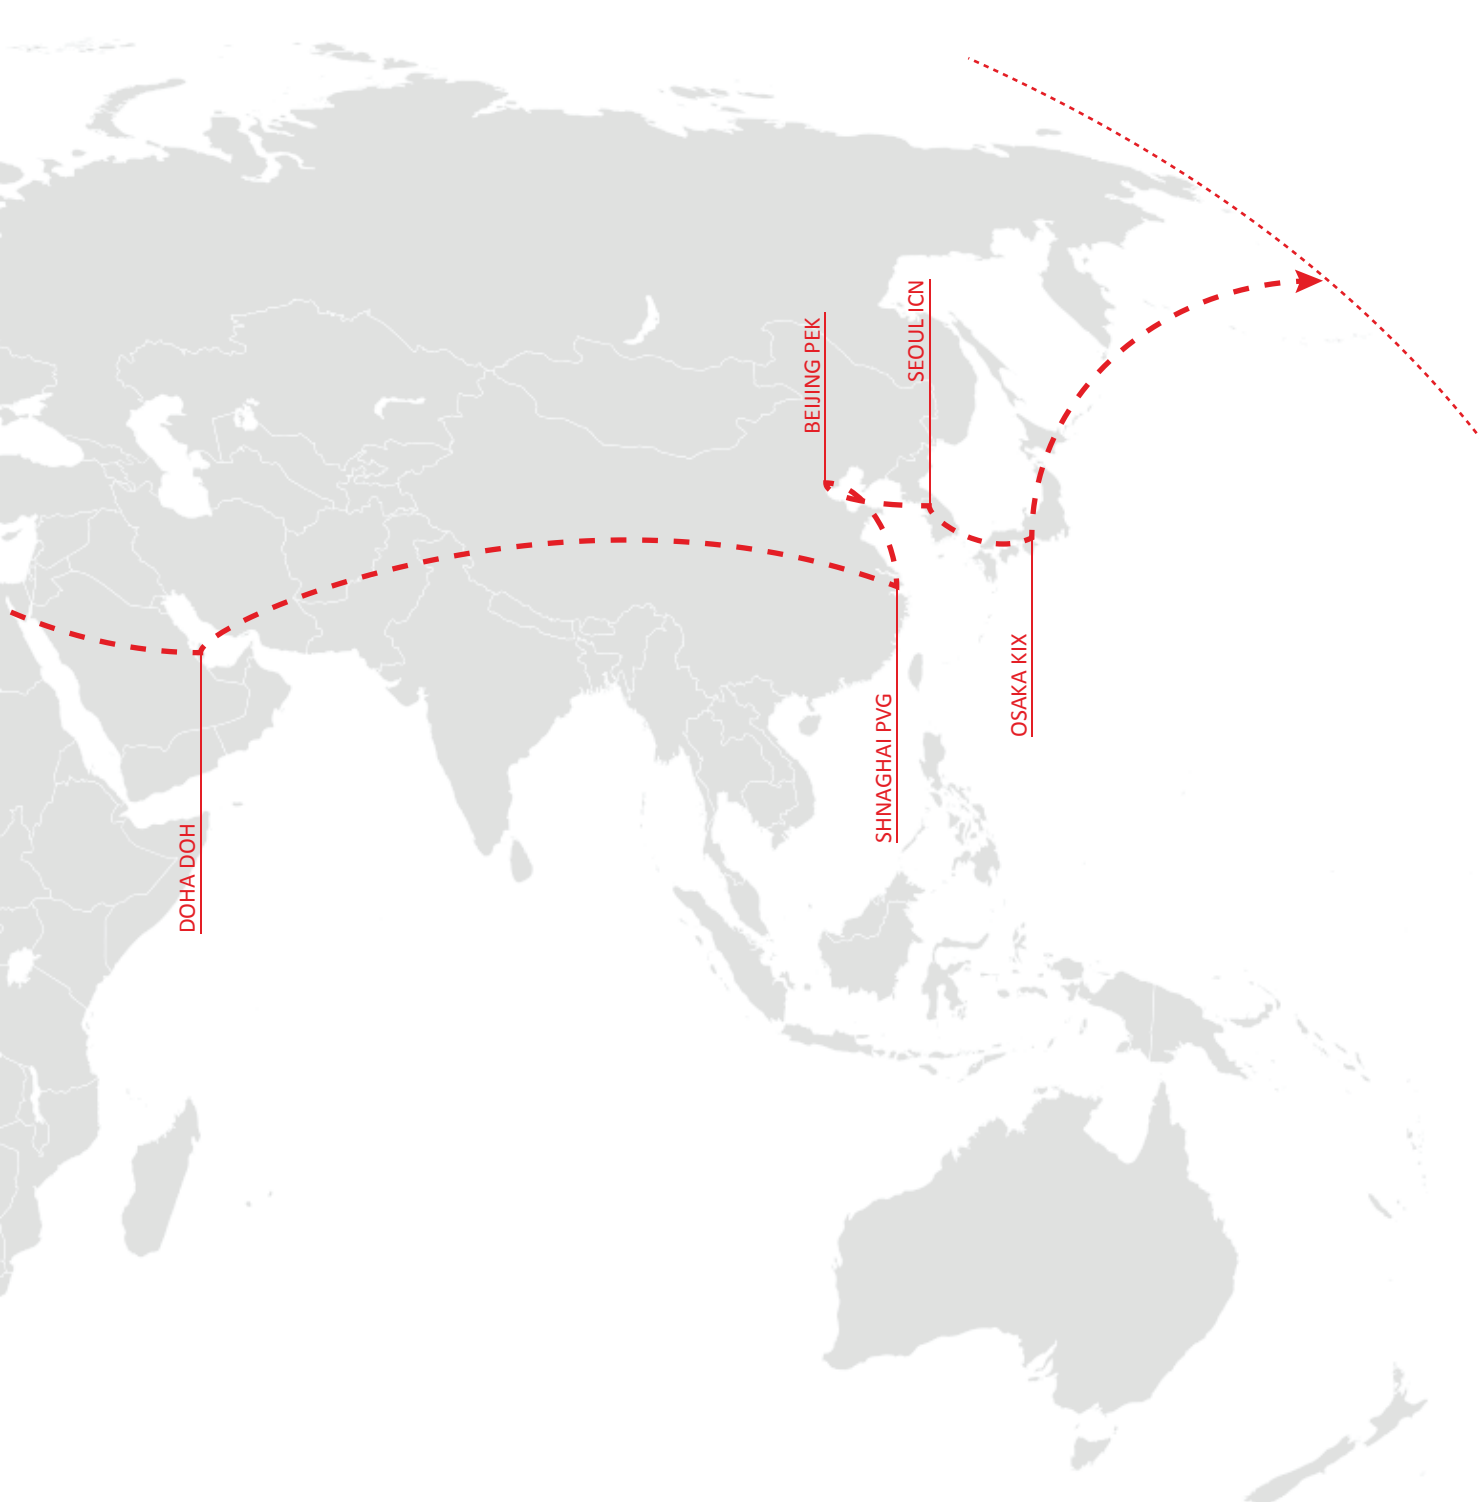 SEOUL ICN
BEIJING PEK
OSAKA KIX
SHNAGHAI PVG
DOHA DOH